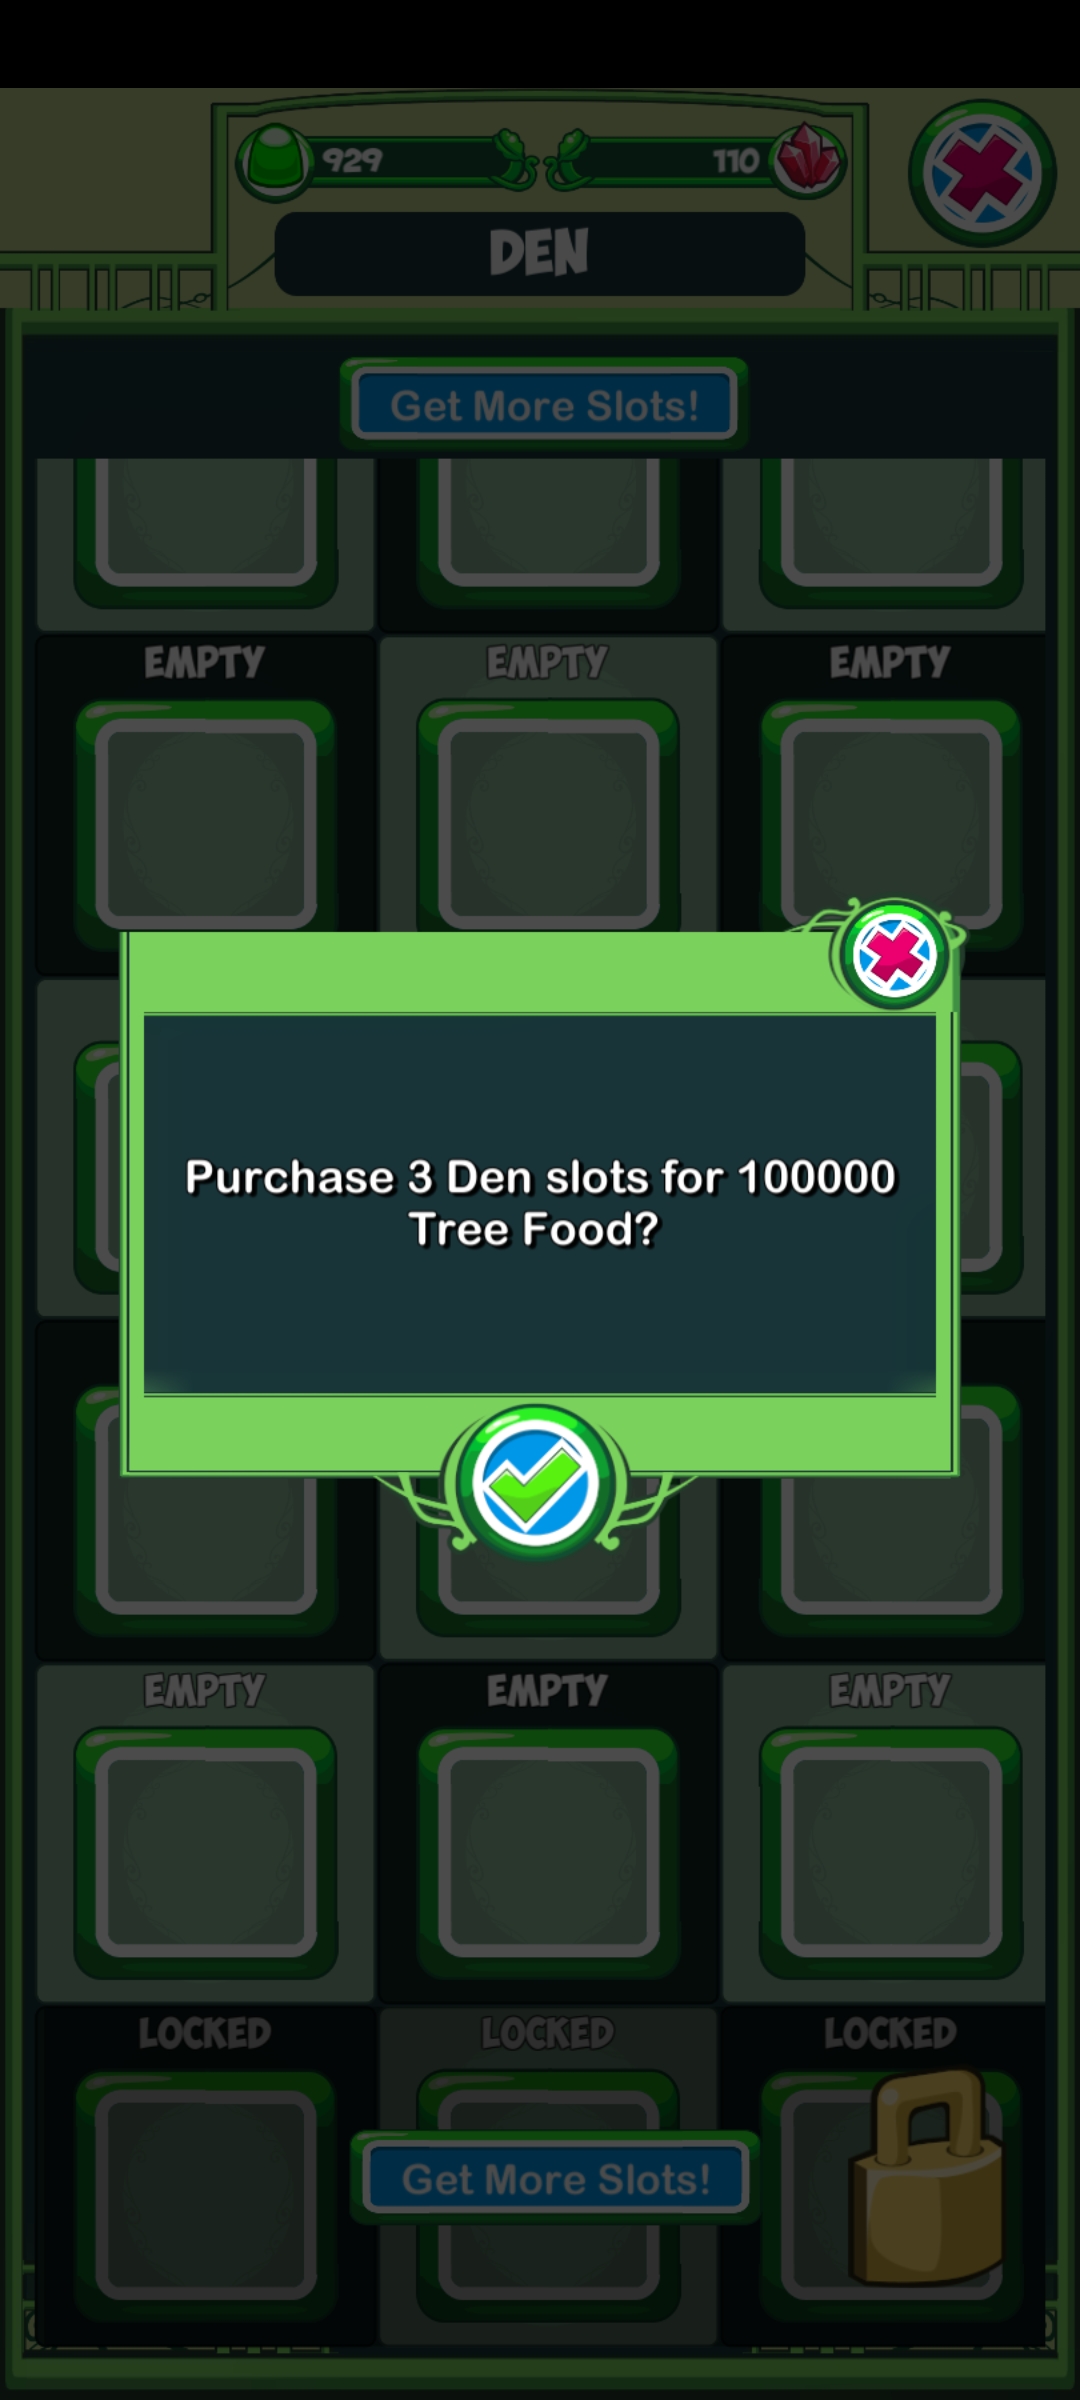 929
110
DEN
Get More Slots!
EMPTY EMPTY EMPTY
Purchase 3 Den slots for 100000
Tree Food?
EMPTY EMPTY EMPTY
LOCKED LOCKED LOCKED
Get More Slots!